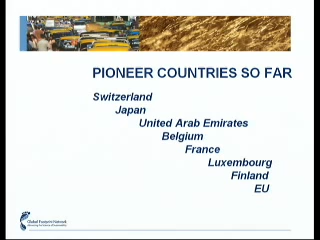 PIONEER COUNTRIES SO FAR
Switzerland
Japan
United Arab Emirates
Belgium
France
Luxembourg
Finland
EU
Global Footprint Network